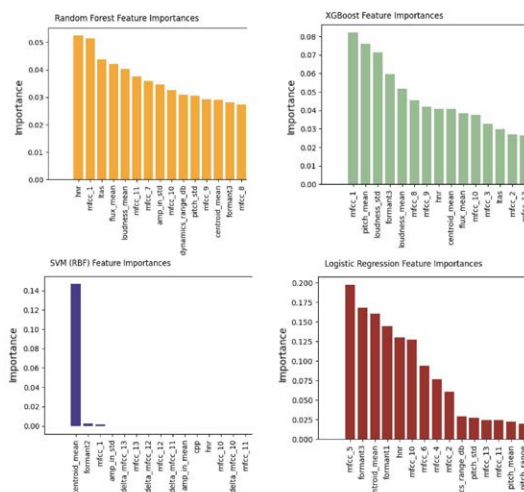 Random Forest Feature Importances
Importance
0.05
0.04
0.03
0.02
0.01
0.00
hnr
mfcc_1
ltas
flux_mean
loudness_mean
mfcc_11
mfcc_7
amp_in_std
mfcc_10
dynamics_range_db
pitch_std
mfcc_9
centroid_mean
formant3
mfcc_8
XGBoost Feature Importances
Importance
0.08
0.07
0.06
0.05
0.04
0.03
0.02
0.01
0.00
mfcc_1
pitch_mean
loudness_std
formant3
loudness_mean
mfcc_8
mfcc_9
hnr
centroid_mean
flux_mean
mfcc_10
mfcc_3
ltas
mfcc_2
SVM (RBF) Feature Importances
Importance
0.14
0.12
0.10
0.08
0.06
0.04
0.02
0.00
centroid_mean
formant2
mfcc_1
amp_in_std
delta_mfcc_13
mfcc_13
delta_mfcc_12
mfcc_12
delta_mfcc_11
amp_in_mean
cpp
hnr
mfcc_10
delta_mfcc_10
mfcc_11
Logistic Regression Feature Importances
Importance
0.200
0.175
0.150
0.125
0.100
0.075
0.050
0.025
0.000
mfcc_5
formant3
centroid_mean
formant1
hnr
mfcc_10
mfcc_6
mfcc_4
mfcc_2
ics_range_db
pitch_std
mfcc_13
mfcc_11
pitch_mean
pitch_range